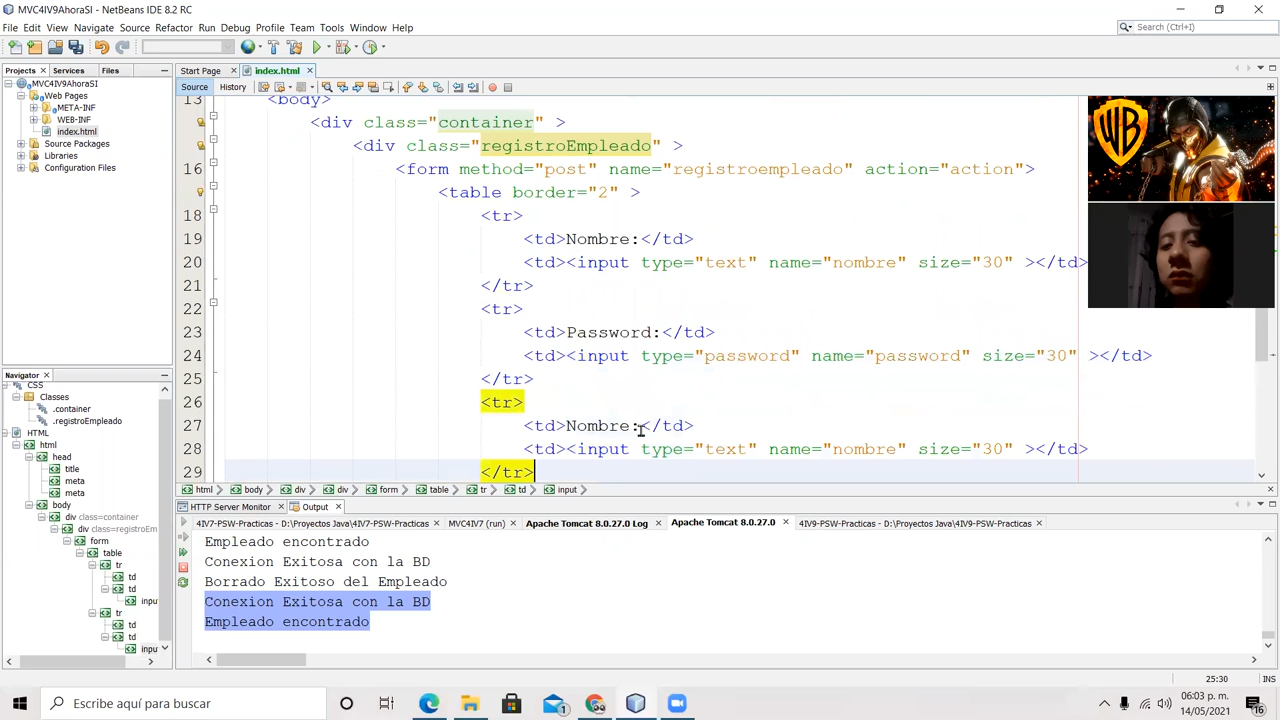 MVC4IV9AhoraSI - NetBeans IDE 8.2 RC
File Edit View Navigate Source Refactor Run Debug Profile Team Tools Window Help
Search (Ctrl+I)
Projects Services Files
Start Page index.html
MVC4IV9AhoraSI
Web Pages
META-INF
WEB-INF
index.html
Source Packages
Libraries
Configuration Files
Source History
13 <body>
<div class="container" >
<div class="registroEmpleado" >
16 <form method="post" name="registroempleado" action="action">
<table border="2" >
18 <tr>
19 <td>Nombre:</td>
20 <td><input type="text" name="nombre" size="30" ></td>
21 </tr>
22 <tr>
23 <td>Password:</td>
24 <td><input type="password" name="password" size="30" ></td>
25 </tr>
26 <tr>
27 <td>Nombre:</td>
28 <td><input type="text" name="nombre" size="30" ></td>
29 </tr>
WB
Navigator
CSS
Classes
.container
.registroEmpleado
HTML
html
head
title
meta
meta
body
div class=container
div class=registroEm
form
table
tr
td
td
input
tr
td
td
input
html body div div form table tr td input
HTTP Server Monitor Output
4IV7-PSW-Practicas - D:\Proyectos Java\4IV7-PSW-Practicas MVC4IV7 (run) Apache Tomcat 8.0.27.0 Log Apache Tomcat 8.0.27.0 4IV9-PSW-Practicas - D:\Proyectos Java\4IV9-PSW-Practicas
Empleado encontrado
Conexion Exitosa con la BD
Borrado Exitoso del Empleado
Conexion Exitosa con la BD
Empleado encontrado
25:30 INS
Escribe aquí para buscar
1
06:03 p. m.
14/05/2021
16